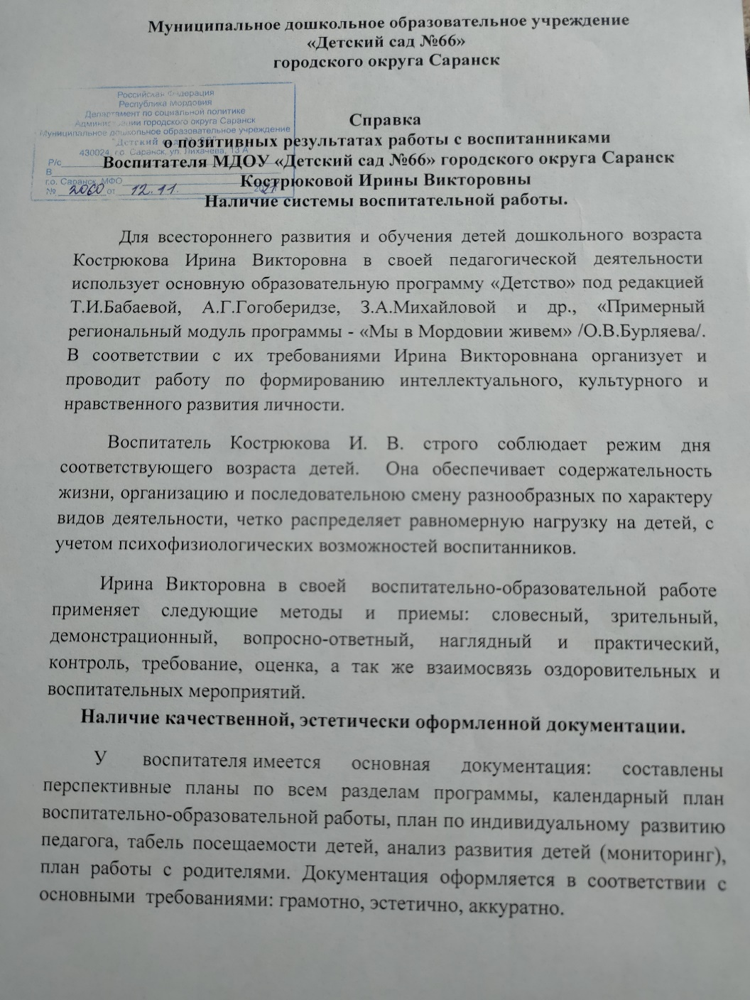 Муниципальное дошкольное образовательное учреждение
«Детский сад №66»
городского округа Саранск
Российская Федерация
Республика Мордовия
Департамент по социальной политике
Администрации городского округа Саранск
Муниципальное дошкольное образовательное учреждение
"Детский сад № 66"
430024, г.о. Саранск, ул. Лихачева, 13 А
Р/с
В
г.о. Саранск, МФО
№ 2060 от 12.11. 2021
Справка
о позитивных результатах работы с воспитанниками
Воспитателя МДОУ «Детский сад №66» городского округа Саранск
Кострюковой Ирины Викторовны
Наличие системы воспитательной работы.
Для всестороннего развития и обучения детей дошкольного возраста
Кострюкова Ирина Викторовна в своей педагогической деятельности
использует основную образовательную программу «Детство» под редакцией
Т.И.Бабаевой, А.Г.Гогоберидзе, З.А.Михайловой и др., «Примерный
региональный модуль программы - «Мы в Мордовии живем» /О.В.Бурляева/.
В соответствии с их требованиями Ирина Викторовнана организует и
проводит работу по формированию интеллектуального, культурного и
нравственного развития личности.
Воспитатель Кострюкова И. В. строго соблюдает режим дня
соответствующего возраста детей. Она обеспечивает содержательность
жизни, организацию и последовательную смену разнообразных по характеру
видов деятельности, четко распределяет равномерную нагрузку на детей, с
учетом психофизиологических возможностей воспитанников.
Ирина Викторовна в своей воспитательно-образовательной работе
применяет следующие методы и приемы: словесный, зрительный,
демонстрационный, вопросно-ответный, наглядный и практический,
контроль, требование, оценка, а так же взаимосвязь оздоровительных и
воспитательных мероприятий.
Наличие качественной, эстетически оформленной документации.
У воспитателя имеется основная документация: составлены
перспективные планы по всем разделам программы, календарный план
воспитательно-образовательной работы, план по индивидуальному развитию
педагога, табель посещаемости детей, анализ развития детей (мониторинг),
план работы с родителями. Документация оформляется в соответствии с
основными требованиями: грамотно, эстетично, аккуратно.